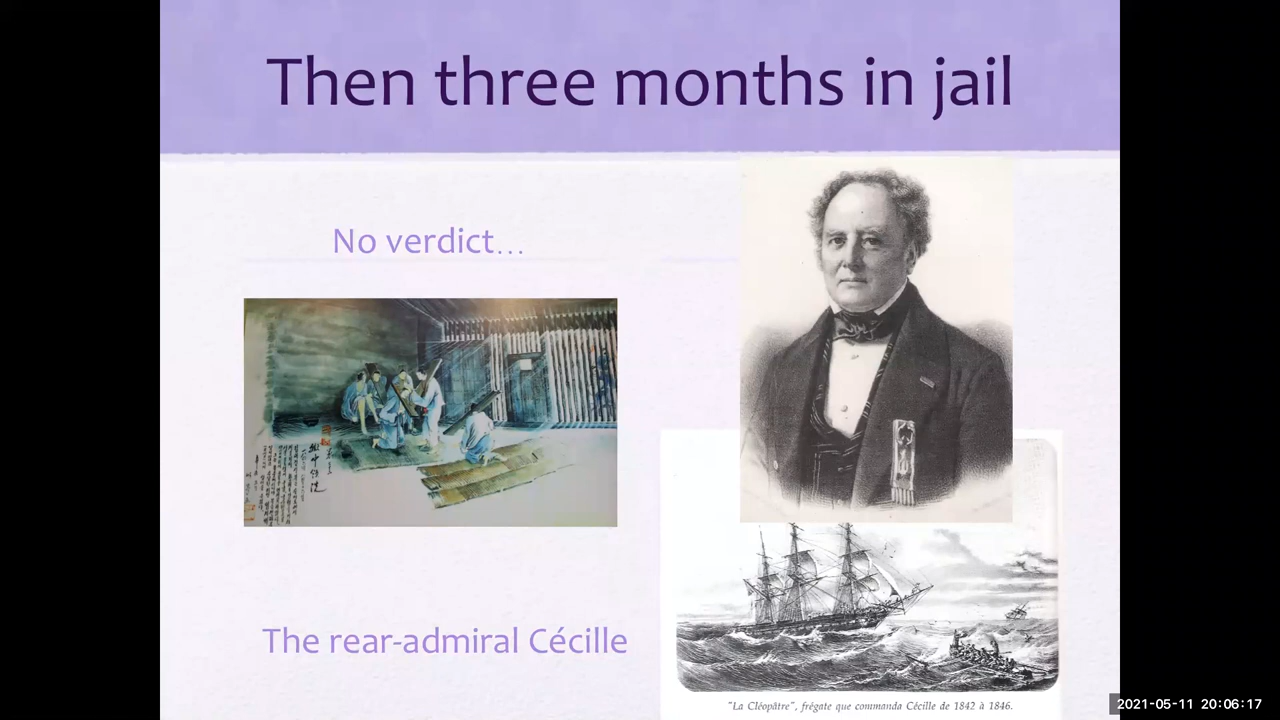 Then three months in jail
No verdict…
The rear-admiral Cécille
"La Cléopâtre", frégate que commanda Cécille de 1842 à 1846.
2021-05-11 20:06:17